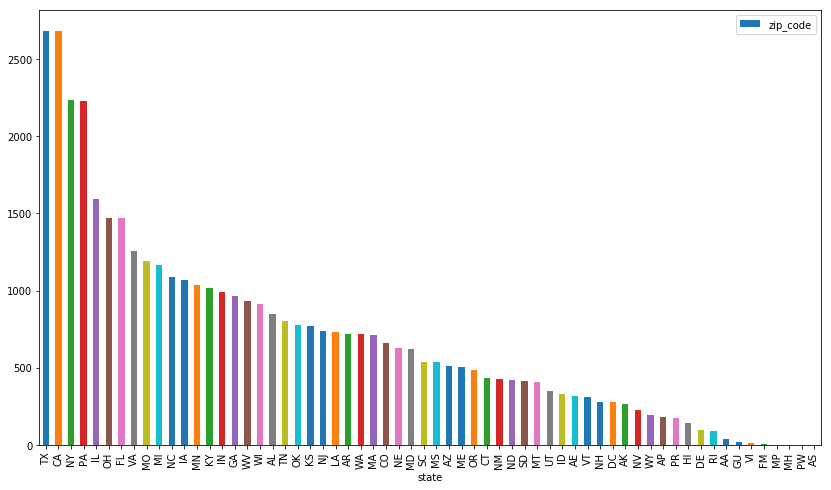 zip_code
2500
2000
1500
1000
500
0
TX CA NY PA IL OH FL VA MO MI NC IA MN KY IN GA WV WI AL TN OK KS NJ LA AR WA MA CO NE MD SC MS AZ ME OR CT NM ND SD MT UT ID AE VT NH DC AK NV WY AP PR HI DE RI AA GU VI FM MP MH PW AS
state